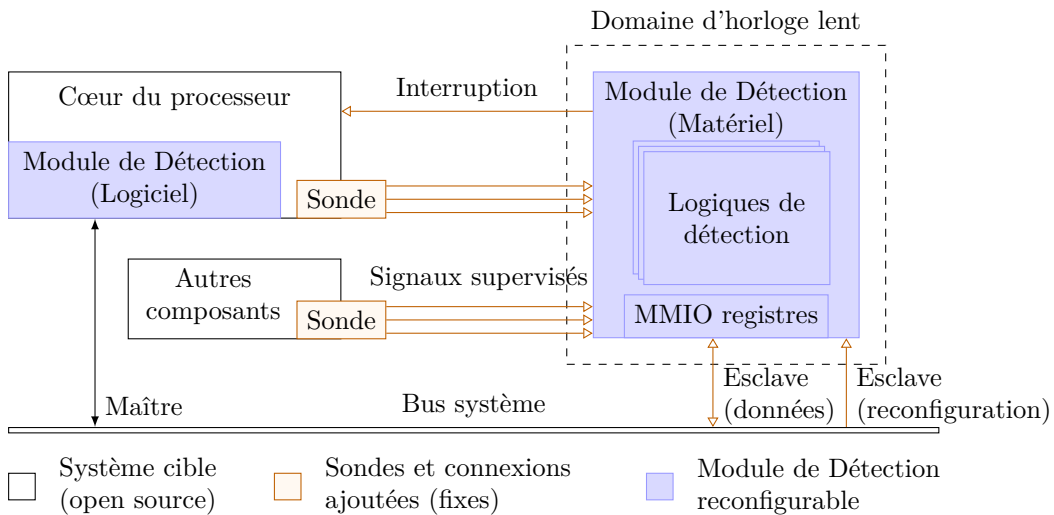 Domaine d'horloge lent
Cœur du processeur
Interruption
Module de Détection
(Matériel)
Module de Détection
(Logiciel)
Sonde
Logiques de
détection
Autres
composants
Signaux supervisés
Sonde
MMIO registres
Maître
Bus système
Esclave
(données)
Esclave
(reconfiguration)
Système cible
(open source)
Sondes et connexions
ajoutées (fixes)
Module de Détection
reconfigurable